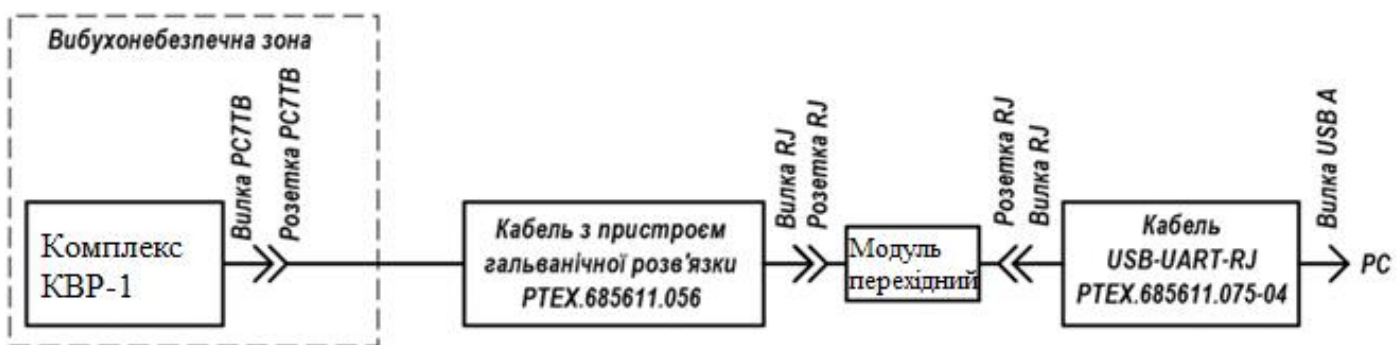 Вибухонебезпечна зона
Вилка РС7ТВ
Розетка РС7ТВ
Вилка RJ
Розетка RJ
Розетка RJ
Вилка RJ
Вилка USB A
Комплекс
КВР-1
Кабель з пристроєм
гальванічної розв'язки
РТЕХ.685611.056
Модуль
перехідний
Кабель
USB-UART-RJ
РТЕХ.685611.075-04
PC